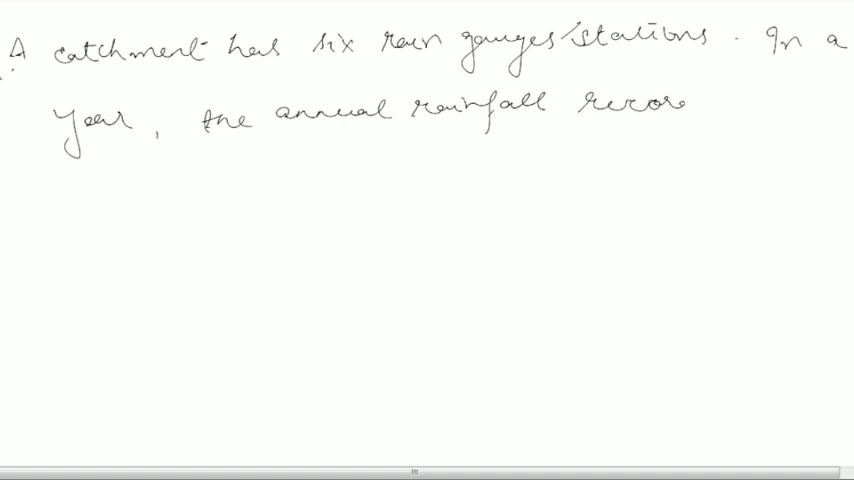 A catchment has six rain gauges/stations. In a
year, the annual rainfall recor